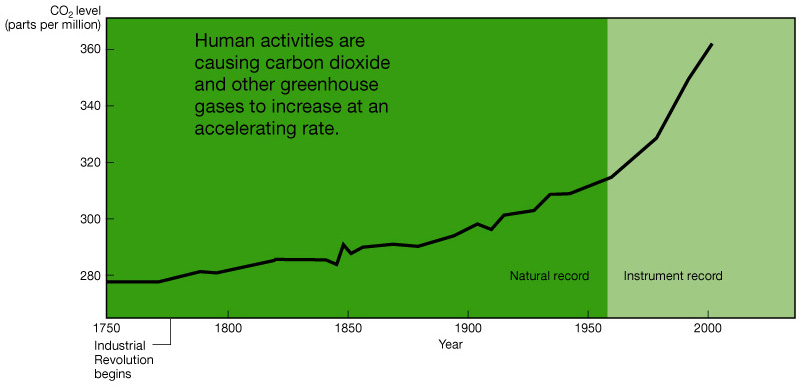 CO₂ level
(parts per million)
Human activities are
causing carbon dioxide
and other greenhouse
gases to increase at an
accelerating rate.
360
340
320
300
280
Natural record
Instrument record
1750
1800
1850
1900
1950
2000
Year
Industrial
Revolution
begins